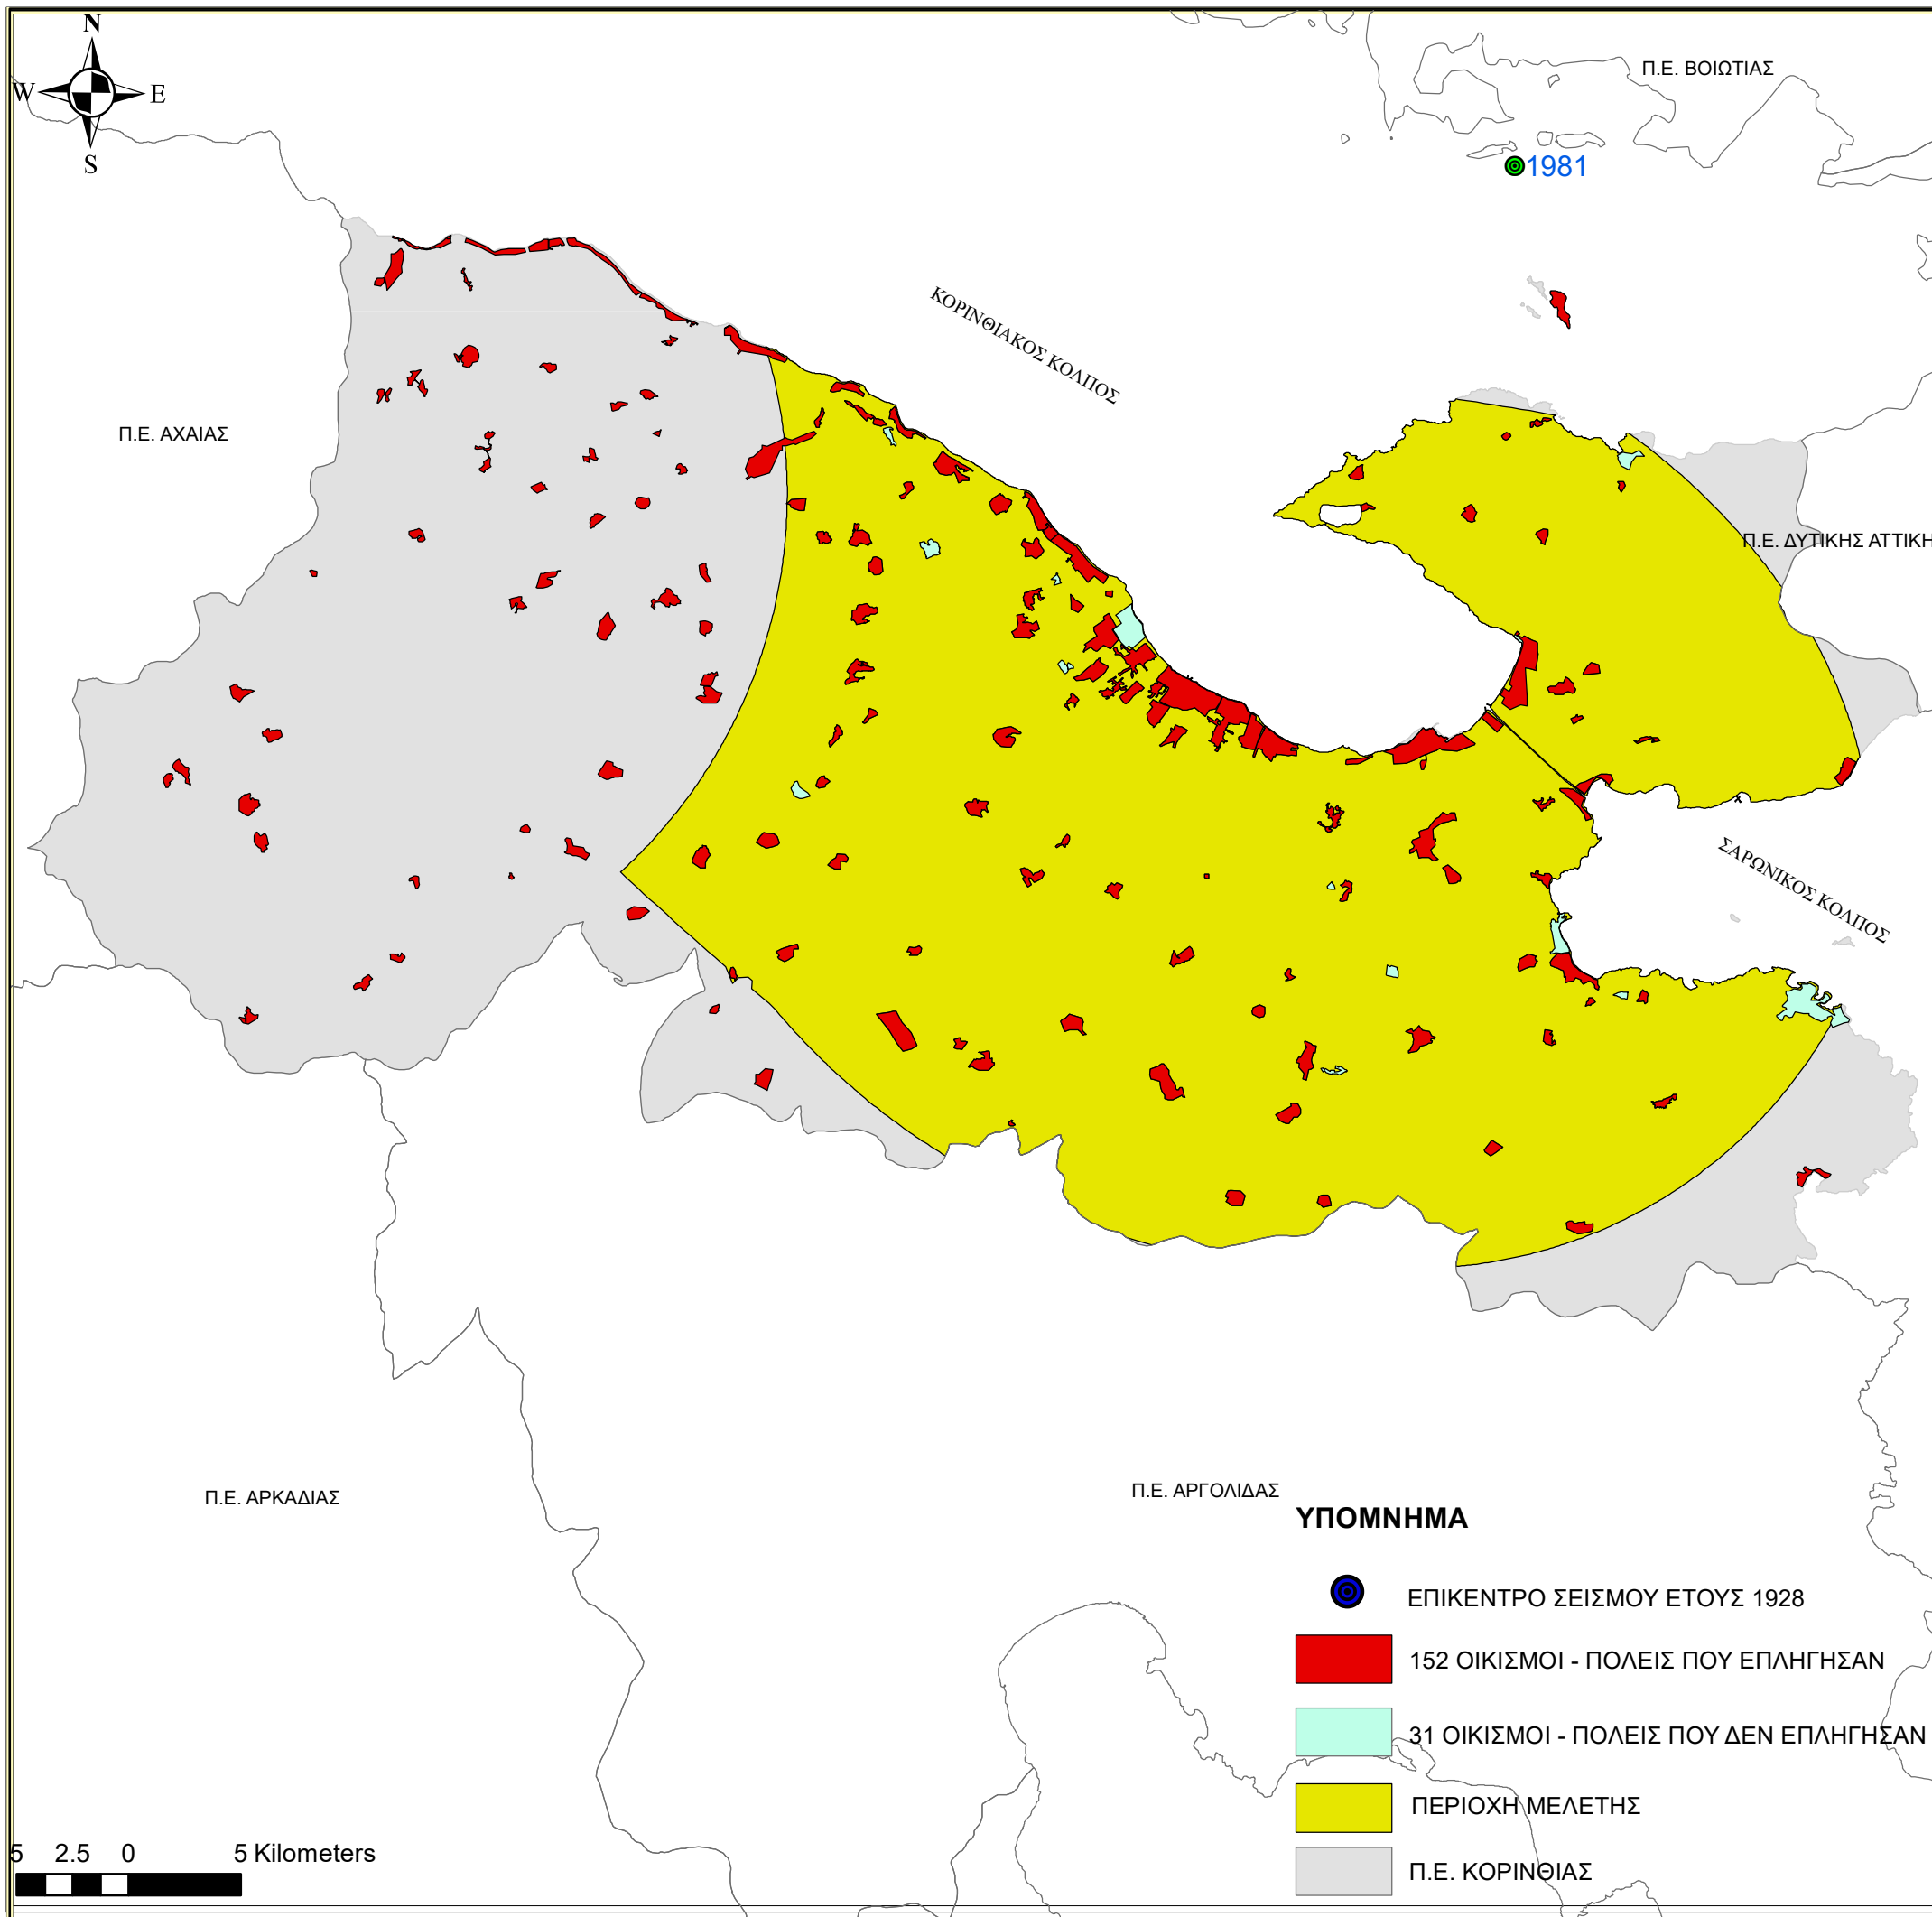 N
W E
S
Π.Ε. ΒΟΙΩΤΙΑΣ
1981
ΚΟΡΙΝΘΙΑΚΟΣ ΚΟΛΠΟΣ
Π.Ε. ΑΧΑΙΑΣ
Π.Ε. ΔΥΤΙΚΗΣ ΑΤΤΙΚΗ
ΣΑΡΩΝΙΚΟΣ ΚΟΛΠΟΣ
Π.Ε. ΑΡΚΑΔΙΑΣ
Π.Ε. ΑΡΓΟΛΙΔΑΣ
ΥΠΟΜΝΗΜΑ
ΕΠΙΚΕΝΤΡΟ ΣΕΙΣΜΟΥ ΕΤΟΥΣ 1928
152 ΟΙΚΙΣΜΟΙ - ΠΟΛΕΙΣ ΠΟΥ ΕΠΛΗΓΗΣΑΝ
31 ΟΙΚΙΣΜΟΙ - ΠΟΛΕΙΣ ΠΟΥ ΔΕΝ ΕΠΛΗΓΗΣΑΝ
ΠΕΡΙΟΧΗ ΜΕΛΕΤΗΣ
Π.Ε. ΚΟΡΙΝΘΙΑΣ
5 2.5 0 5 Kilometers